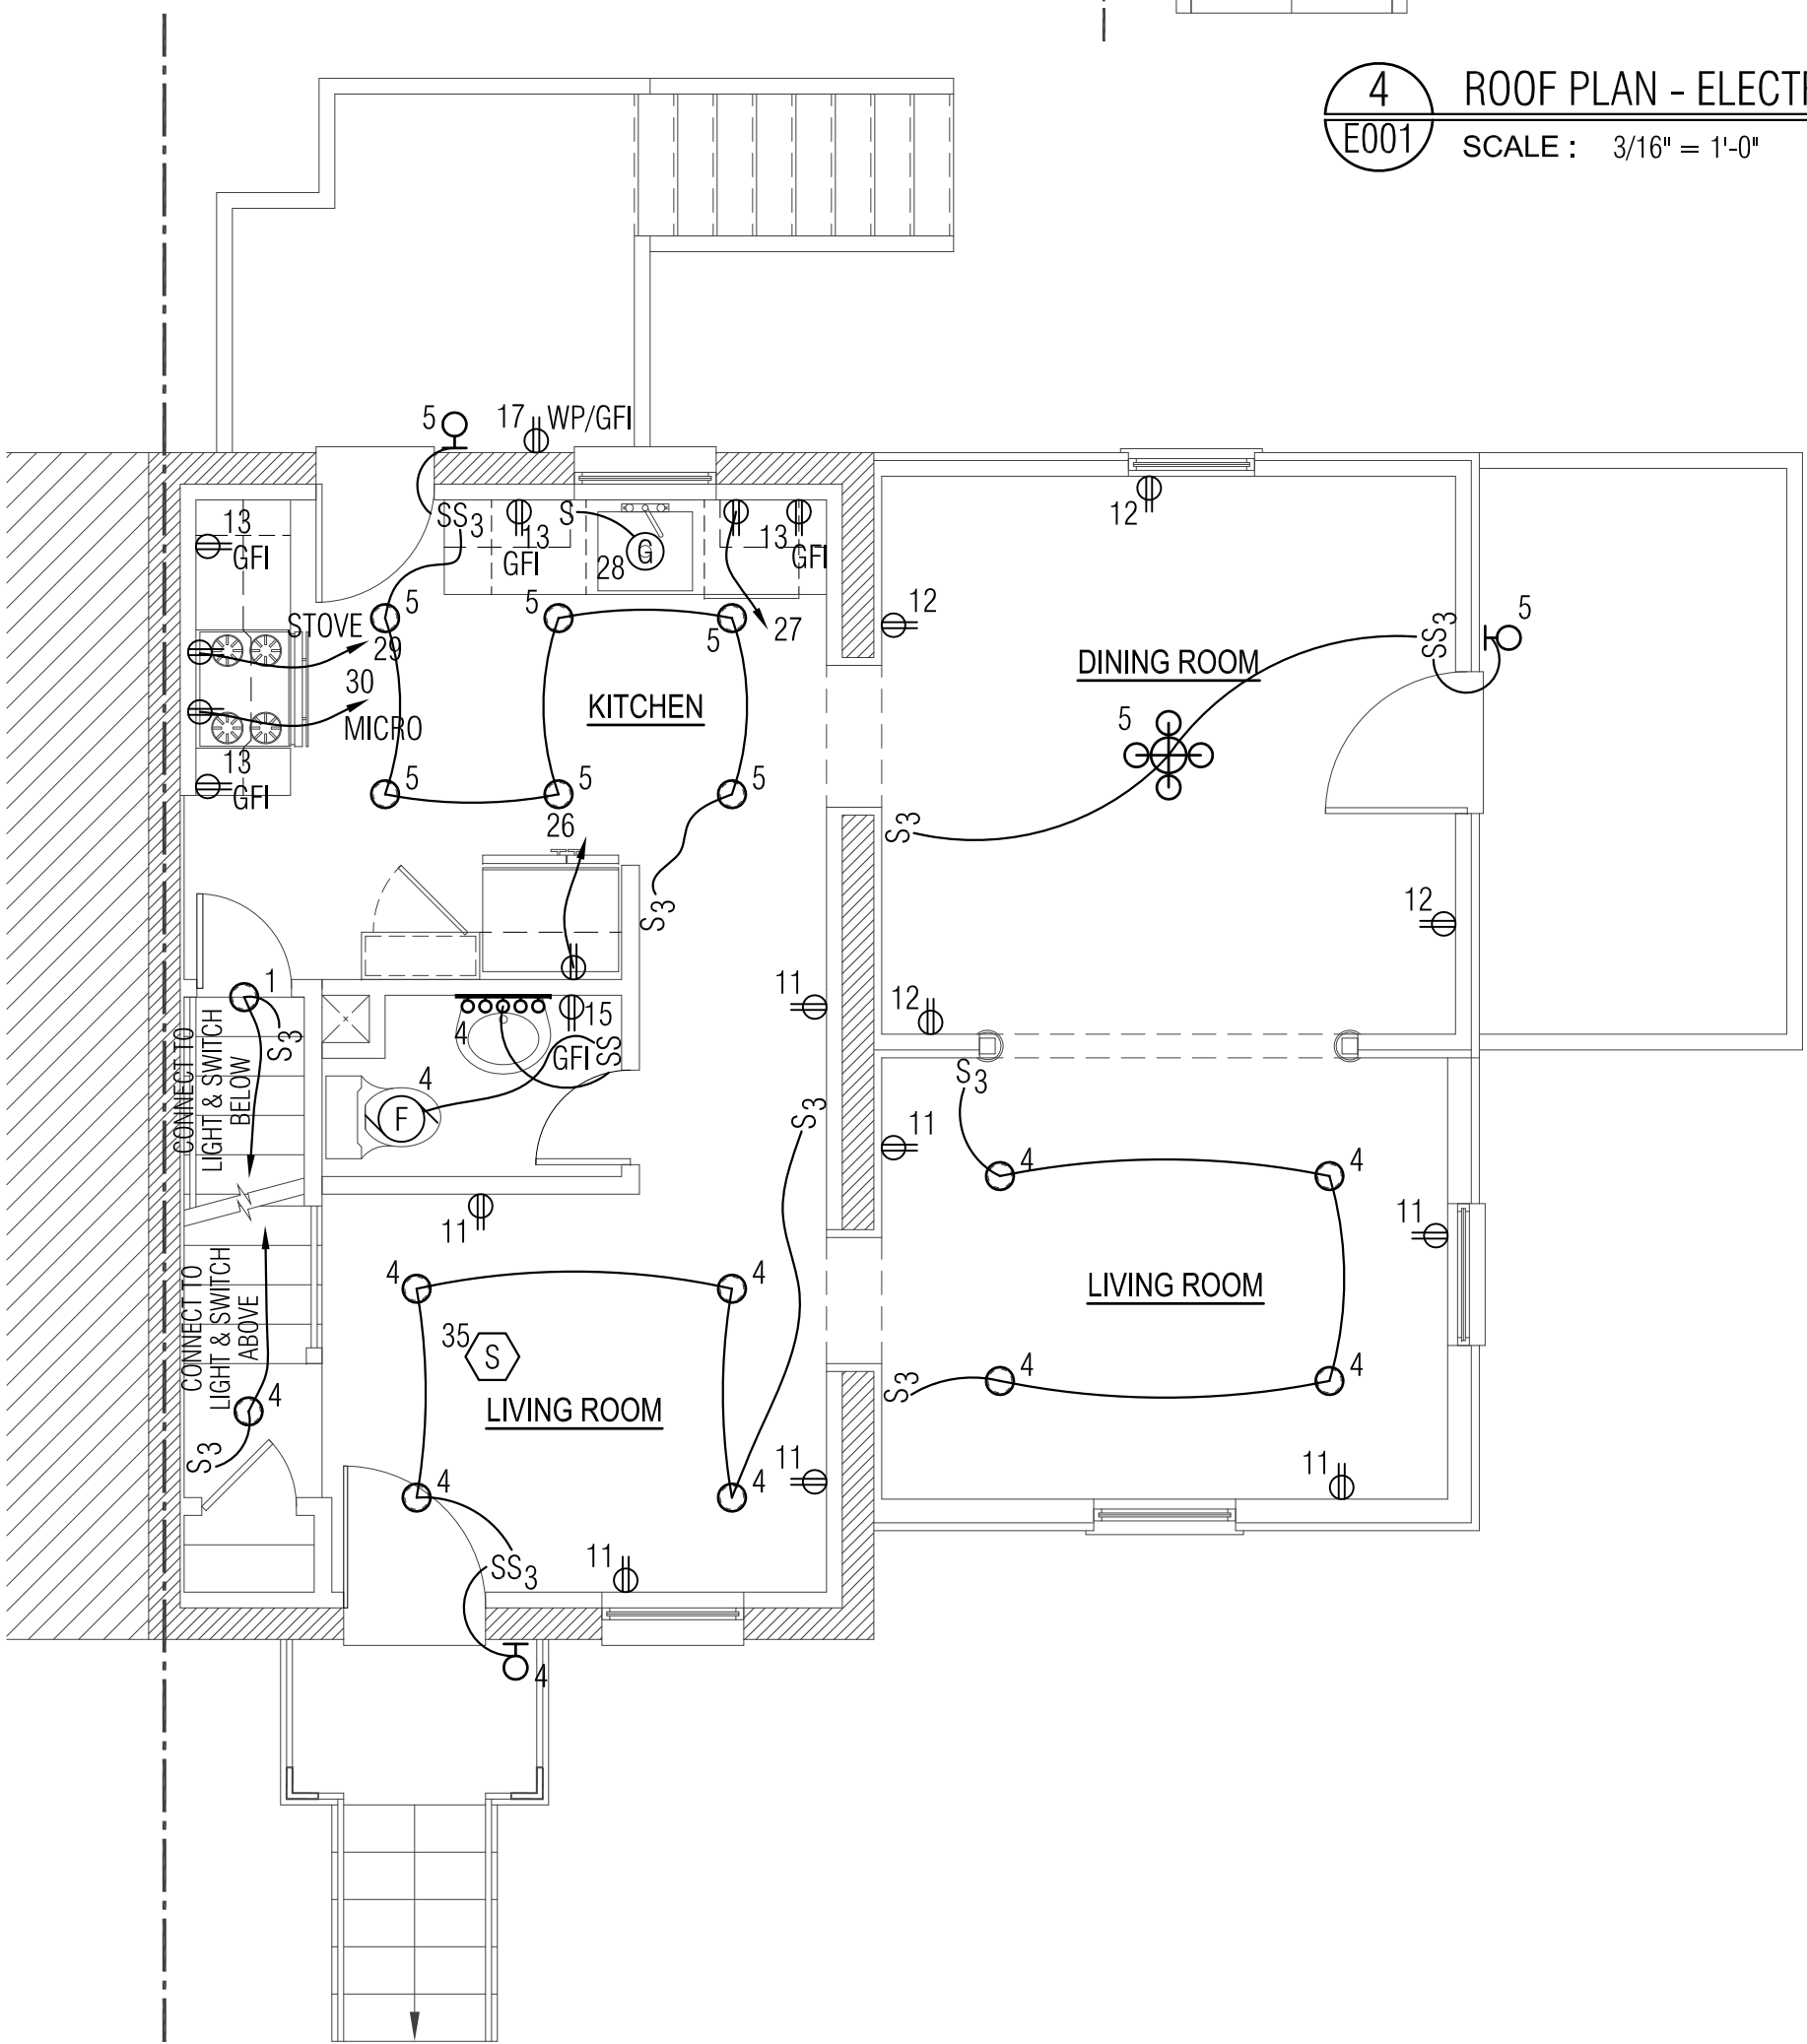 4
E001
ROOF PLAN - ELECTR
SCALE : 3/16" = 1'-0"
5
17
WP/GFI
SS3
13
GFI
13
GFI
S
28
G
13
GFI
12
12
5
SS3
STOVE
29
30
MICRO
5
5
5
27
KITCHEN
DINING ROOM
5
13
GFI
5
5
5
26
S3
S3
12
1
S3
11
12
15
GFI
SS
4
4
F
CONNECT TO
LIGHT & SWITCH
BELOW
S3
S3
11
4
4
11
11
CONNECT TO
LIGHT & SWITCH
ABOVE
4
4
35
S
LIVING ROOM
LIVING ROOM
4
4
S3
4
S3
11
11
4
4
SS3
11
4